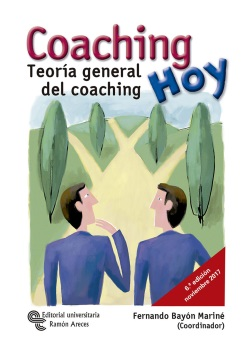 Coaching
Hoy
Teoría general
del coaching
6.ª edición
noviembre 2017
Editorial universitaria
Ramón Areces
Fernando Bayón Mariné
(Coordinador)